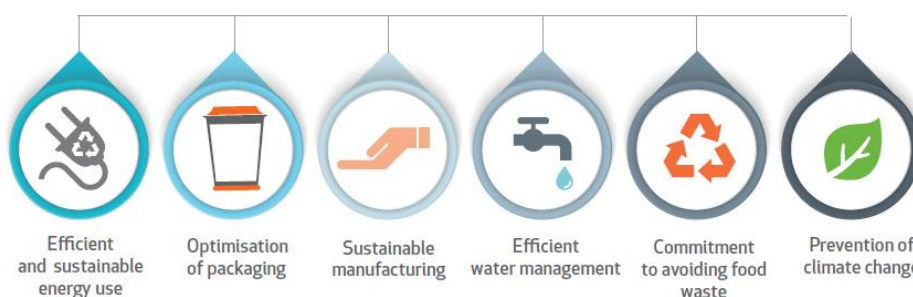 Efficient
and sustainable
energy use
Optimisation
of packaging
Sustainable
manufacturing
Efficient
water management
Commitment
to avoiding food
waste
Prevention of
climate change